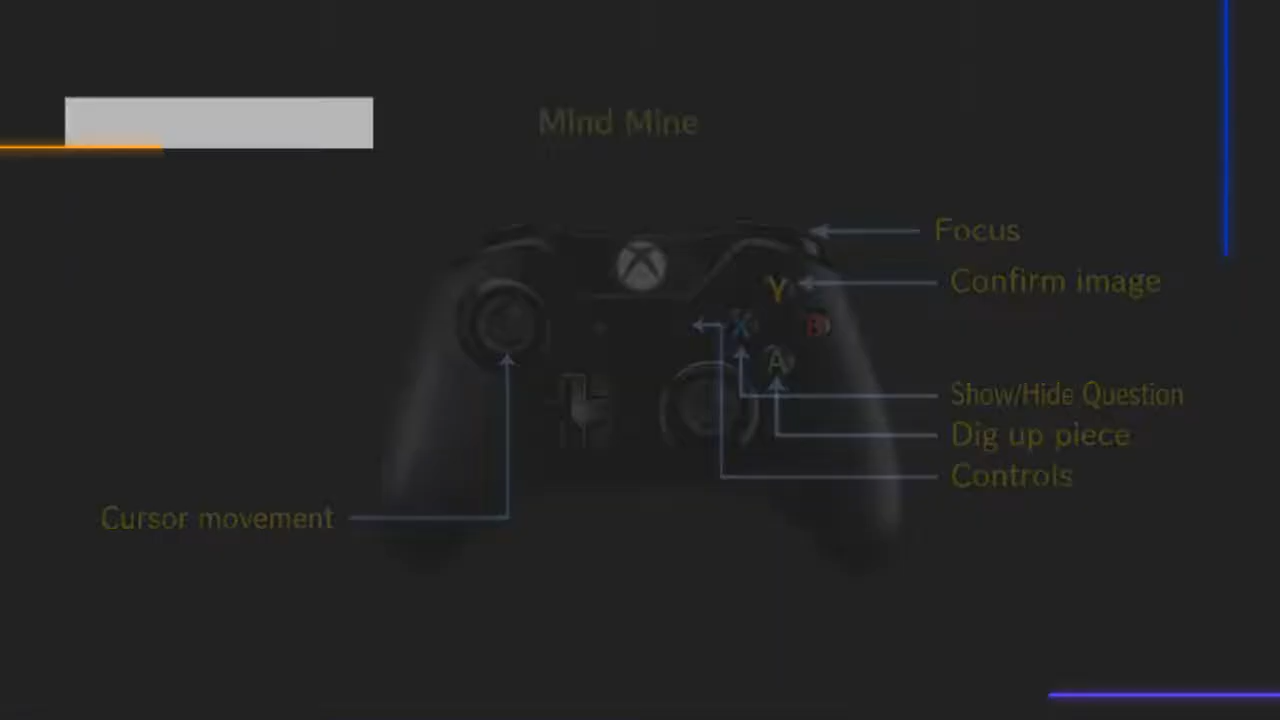 Mind Mine
Focus
Y
Confirm image
X
B
A
Show/Hide Question
Dig up piece
Controls
Cursor movement